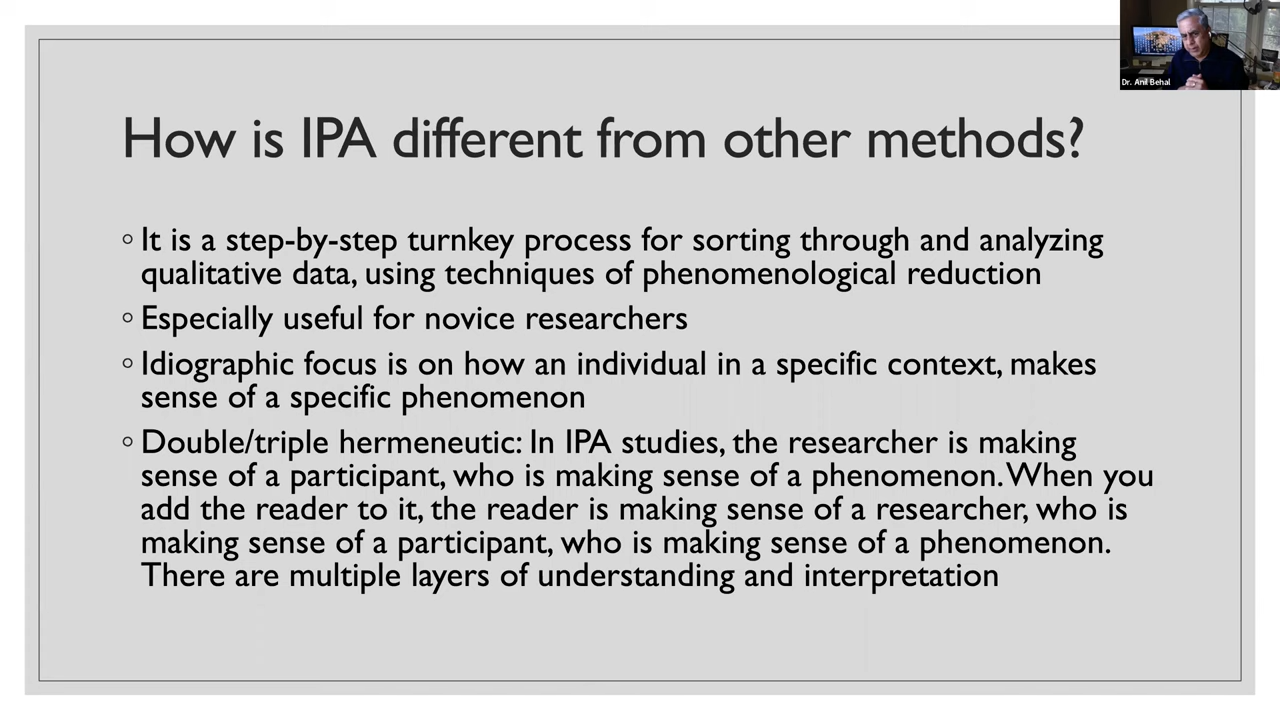 Dr. Anil Behal
How is IPA different from other methods?
◦ It is a step-by-step turnkey process for sorting through and analyzing
qualitative data, using techniques of phenomenological reduction
◦ Especially useful for novice researchers
◦ Idiographic focus is on how an individual in a specific context, makes
sense of a specific phenomenon
◦ Double/triple hermeneutic: In IPA studies, the researcher is making
sense of a participant, who is making sense of a phenomenon. When you
add the reader to it, the reader is making sense of a researcher, who is
making sense of a participant, who is making sense of a phenomenon.
There are multiple layers of understanding and interpretation